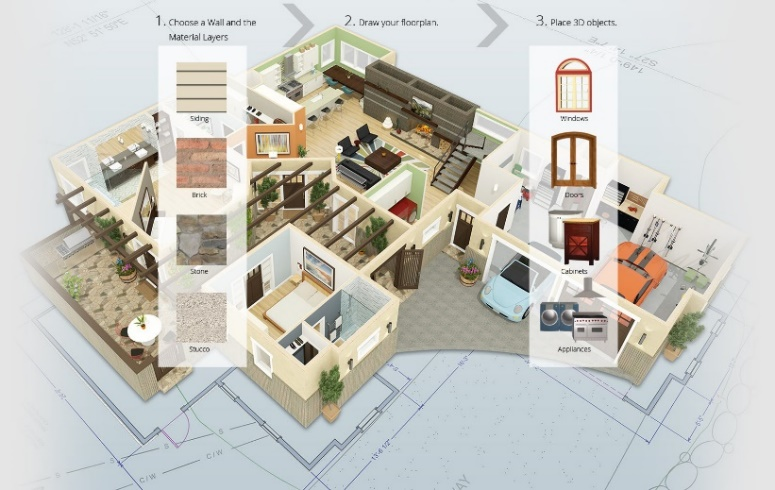 1. Choose a Wall and the
Material Layers
2. Draw your floorplan.
3. Place 3D objects.
Siding
Brick
Stone
Stucco
Windows
Doors
Cabinets
Appliances
S
S
C/W
C/W